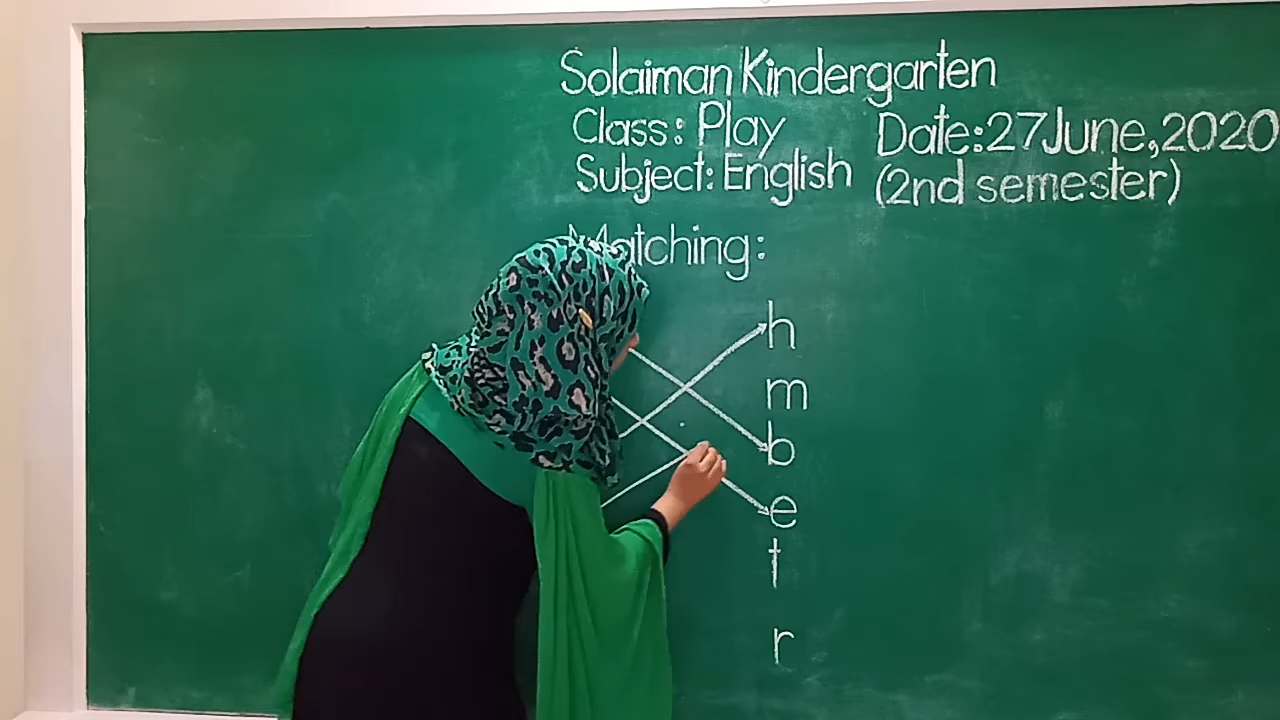 Solaiman Kindergarten
Class: Play Date:27June,2020
Subject: English (2nd semester)
Matching:
h
m
b
e
t
r